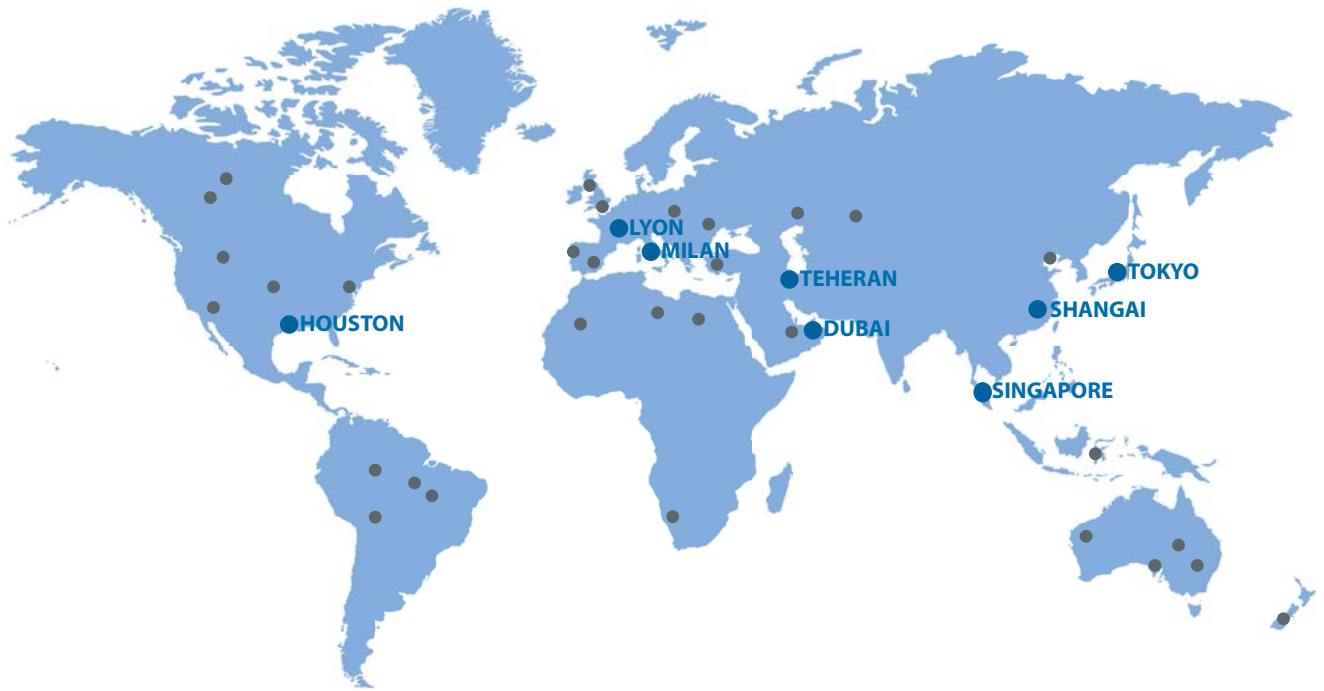 LYON
MILAN
TEHERAN
TOKYO
SHANGAI
HOUSTON
DUBAI
SINGAPORE